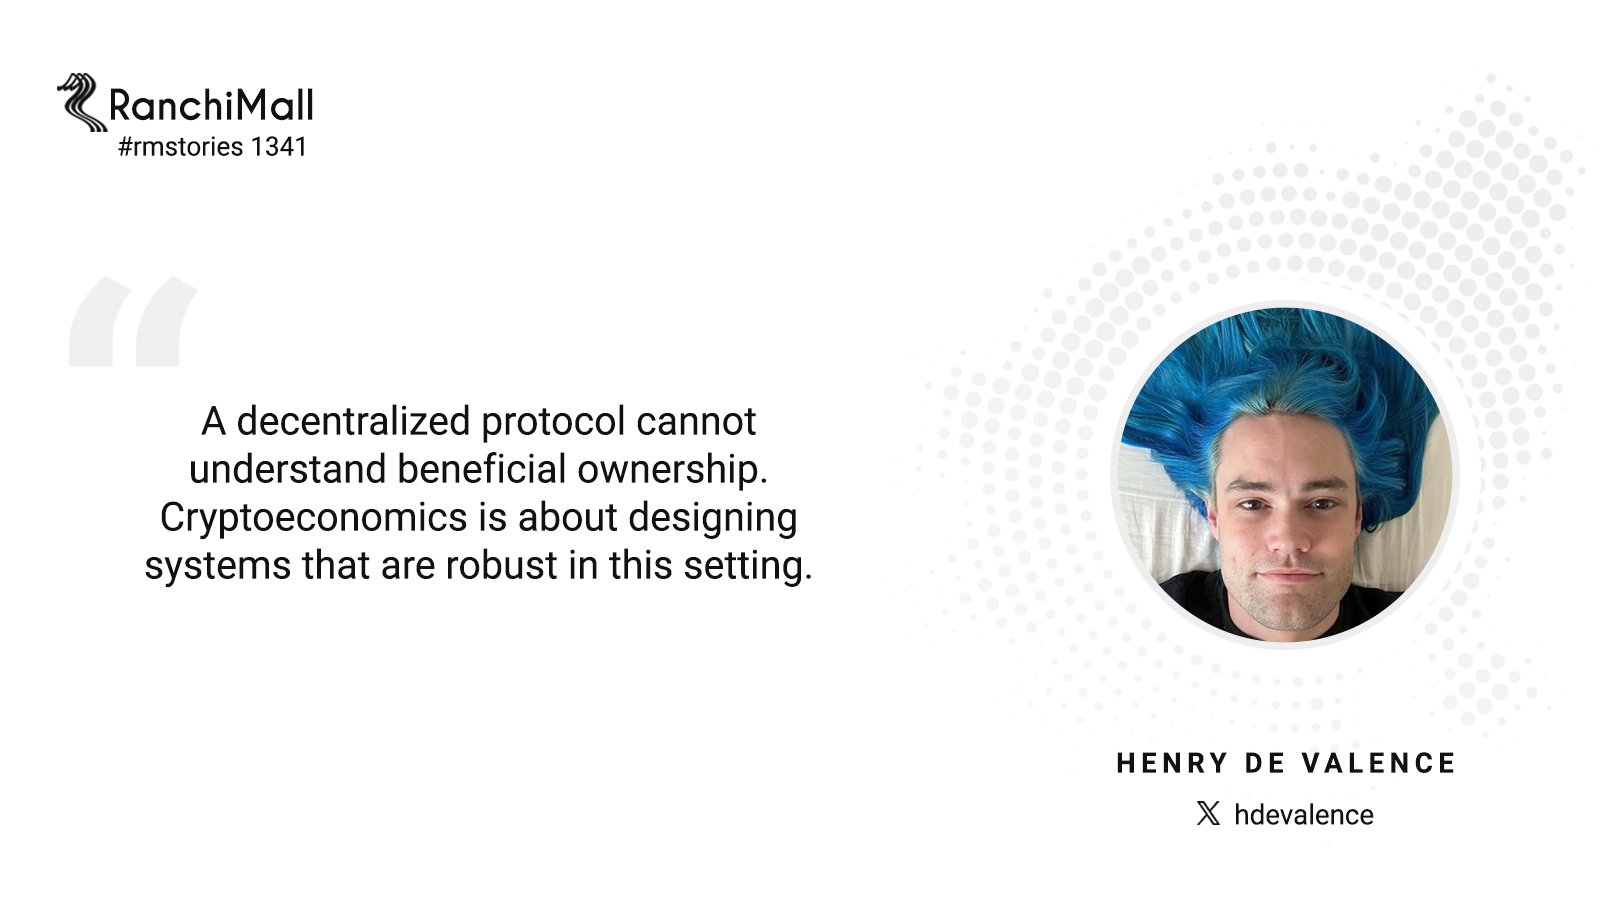 RanchiMall
#rmstories 1341
“
A decentralized protocol cannot
understand beneficial ownership.
Cryptoeconomics is about designing
systems that are robust in this setting.
HENRY DE VALENCE
X hdevalence